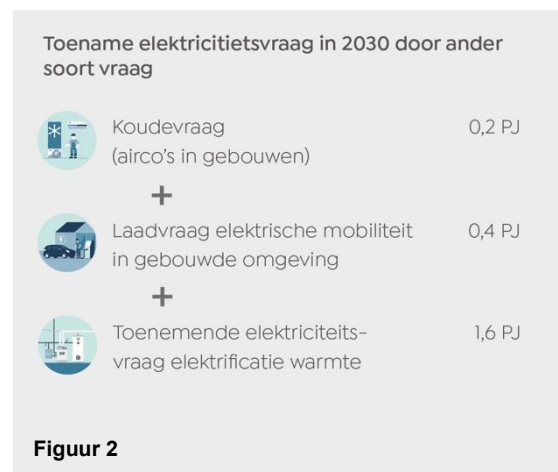 Toename elektricitietsvraag in 2030 door ander
soort vraag
Koudevraag 0,2 PJ
(airco's in gebouwen)
+
Laadvraag elektrische mobiliteit 0,4 PJ
in gebouwde omgeving
+
Toenemende elektriciteits- 1,6 PJ
vraag elektrificatie warmte
Figuur 2